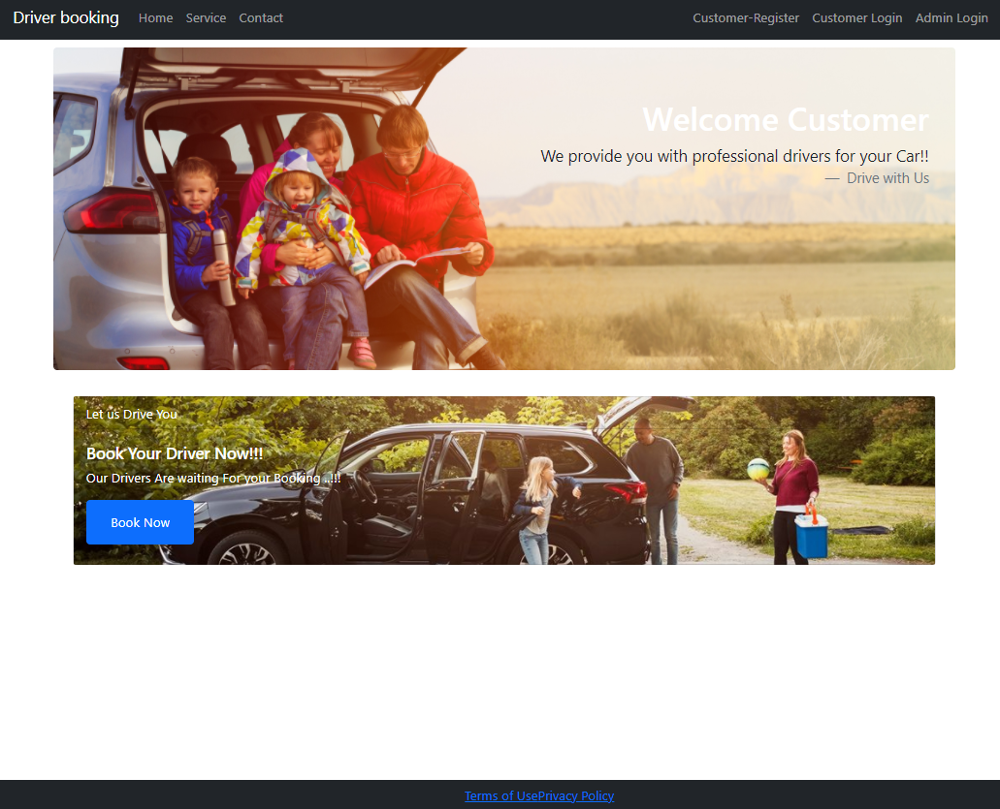 Driver booking Home Service Contact Customer-Register Customer Login Admin Login
Welcome Customer
We provide you with professional drivers for your Car!!
— Drive with Us
Let us Drive You
Book Your Driver Now!!!
Our Drivers Are waiting For your Booking ..!!!
Book Now
Terms of UsePrivacy Policy